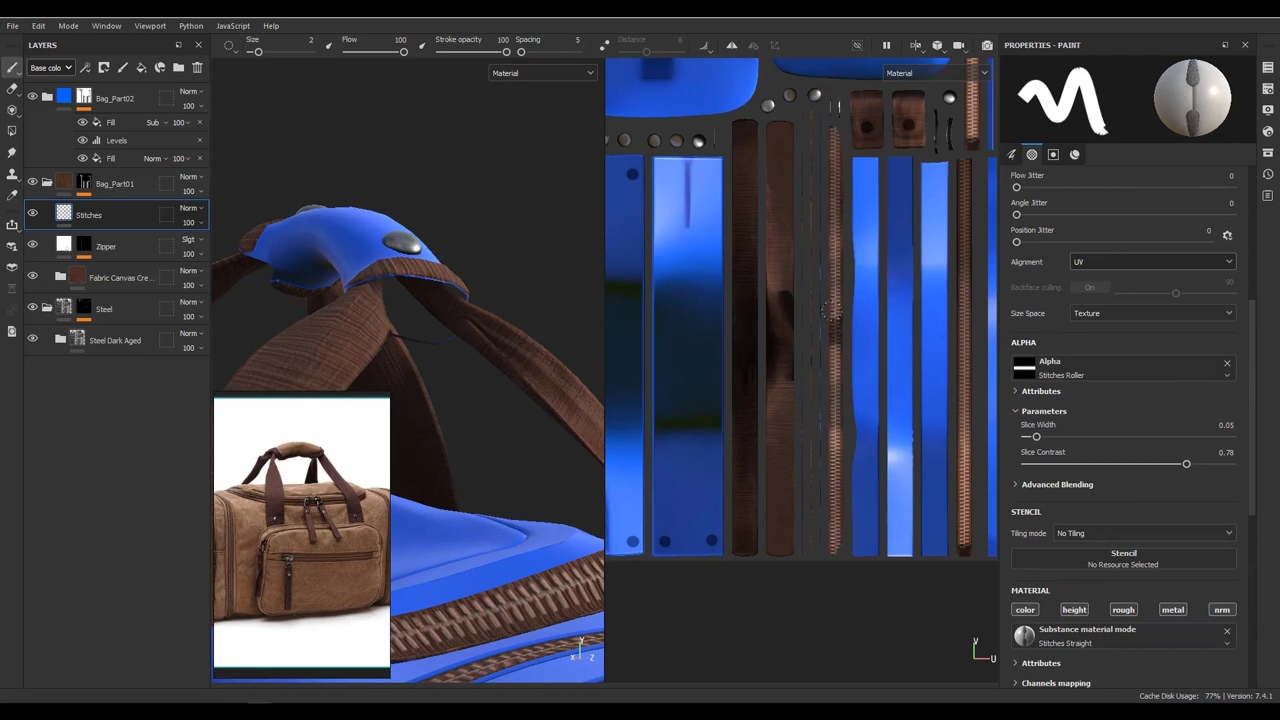 File Edit Mode Window Viewport Python JavaScript Help
LAYERS
Size 2 Flow 100 Stroke opacity 100 Spacing 5 Distance 8
PROPERTIES - PAINT
Base colo
Material
Material
Bag_Part02 Norm 100
Fill Sub 100
Levels
Fill Norm 100
Bag_Part01 Norm 100
Stitches Norm 100
Zipper Slgt 100
Fabric Canvas Cre... Norm 100
Steel Norm 100
Steel Dark Aged Norm 100
Flow Jitter 0
Angle Jitter 0
Position Jitter 0
Alignment UV
Backface culling On 90
Size Space Texture
ALPHA
Alpha
Stitches Roller
Attributes
Parameters
Slice Width 0.05
Slice Contrast 0.78
Advanced Blending
STENCIL
Tiling mode No Tiling
Stencil
No Resource Selected
MATERIAL
color height rough metal nrm
Substance material mode
Stitches Straight
Attributes
Channels mapping
Y
X Z
V
U
Cache Disk Usage: 77% | Version: 7.4.1